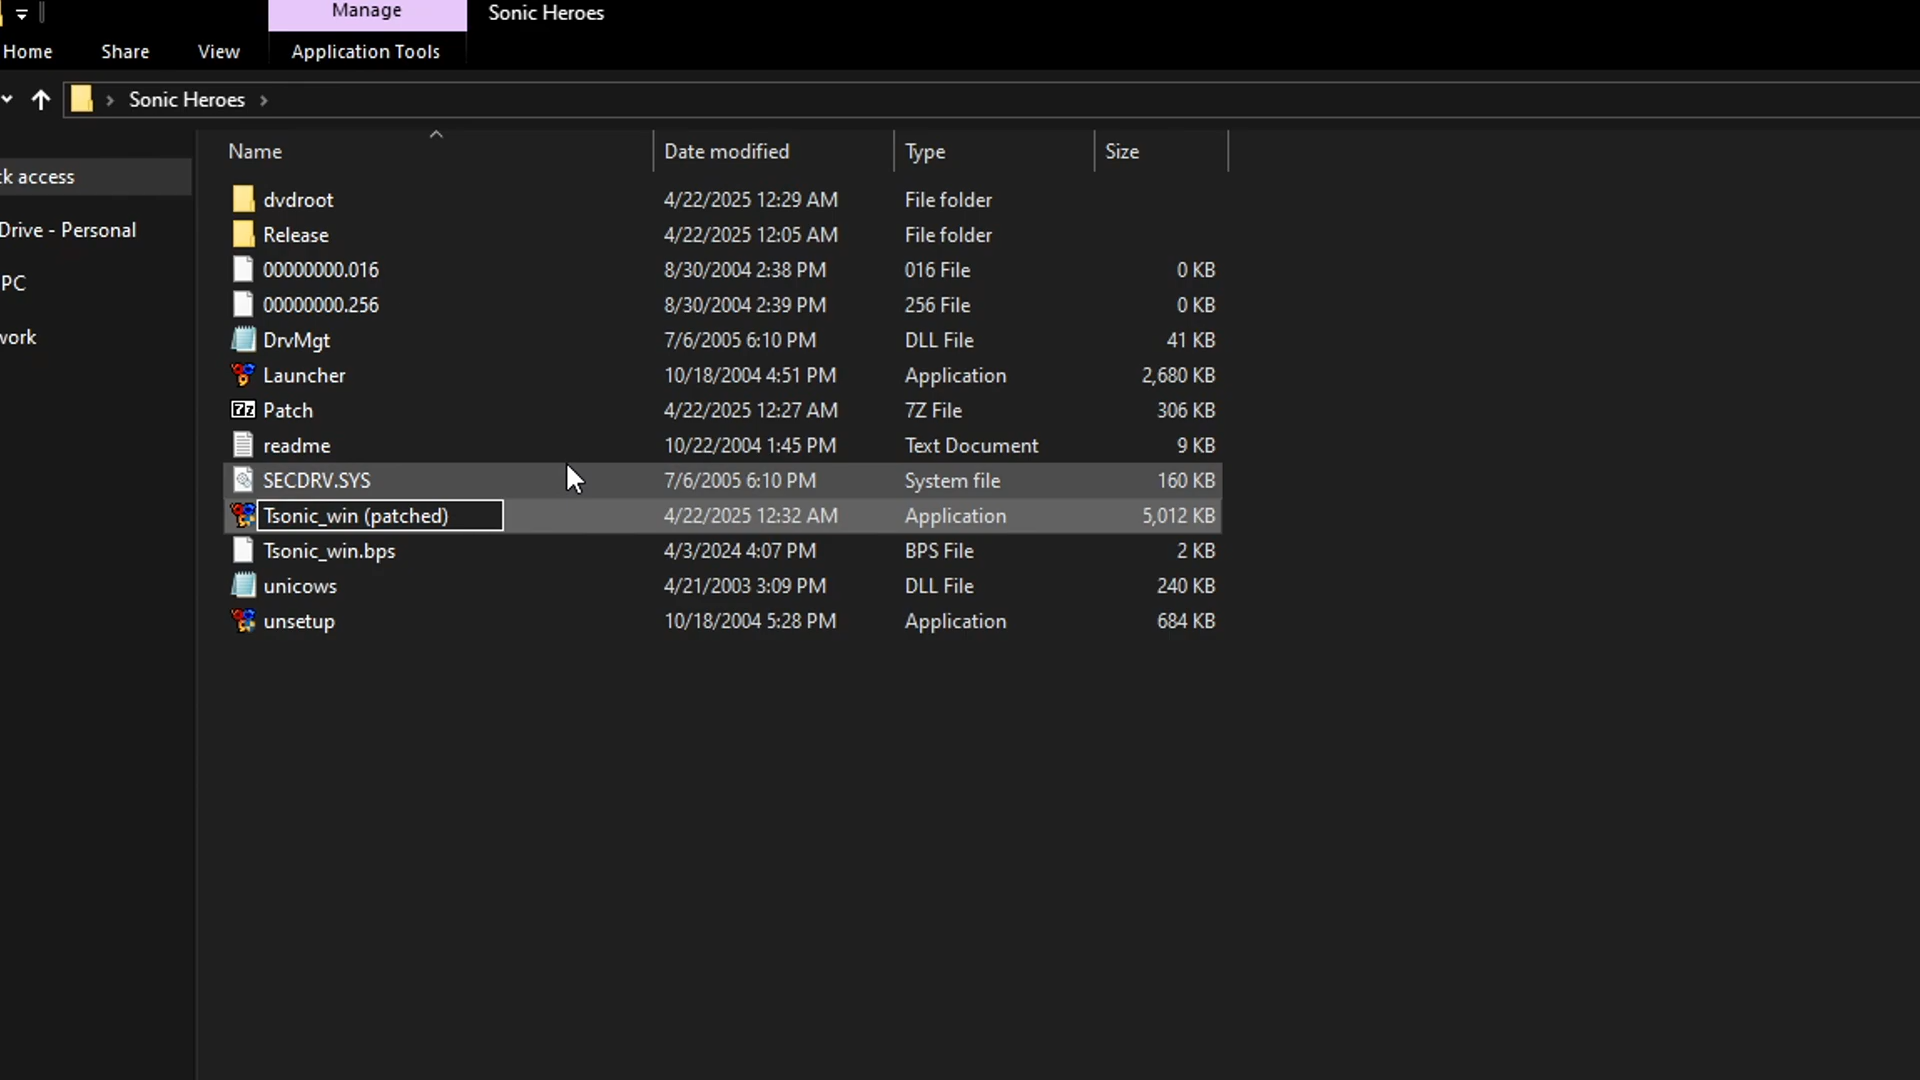 Manage
Sonic Heroes
Home
Share
View
Application Tools
Sonic Heroes
Name
Date modified
Type
Size
ck access
Drive - Personal
PC
work
dvdroot 4/22/2025 12:29 AM File folder
Release 4/22/2025 12:05 AM File folder
00000000.016 8/30/2004 2:38 PM 016 File 0 KB
00000000.256 8/30/2004 2:39 PM 256 File 0 KB
DrvMgt 7/6/2005 6:10 PM DLL File 41 KB
Launcher 10/18/2004 4:51 PM Application 2,680 KB
7z Patch 4/22/2025 12:27 AM 7Z File 306 KB
readme 10/22/2004 1:45 PM Text Document 9 KB
SECDRV.SYS 7/6/2005 6:10 PM System file 160 KB
Tsonic_win (patched) 4/22/2025 12:32 AM Application 5,012 KB
Tsonic_win.bps 4/3/2024 4:07 PM BPS File 2 KB
unicows 4/21/2003 3:09 PM DLL File 240 KB
unsetup 10/18/2004 5:28 PM Application 684 KB